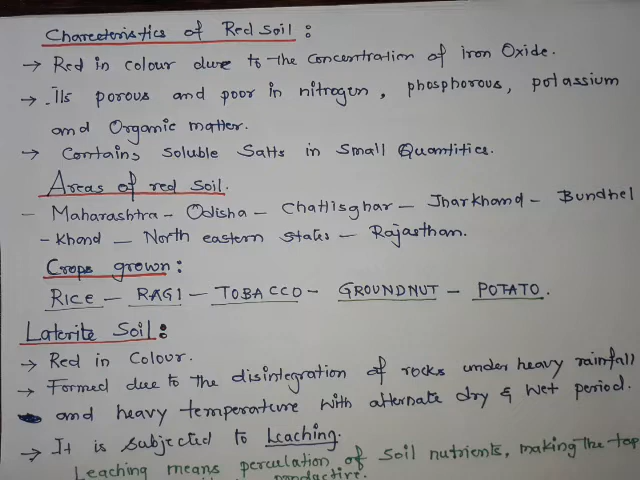 Charecteristics of Red Soil :
→ Red in colour due to the concentration of iron Oxide.
→ . Its porous and poor in nitrogen, phosphorous, potassium
and Organic matter.
→ Contains soluble Salts in Small Quantities.
Areas of red Soil.
- Maharashtra - Odisha - Chattisghar - Jharkhand - Bundhel
- Khand - North eastern States - Rajasthan.
Crops grown :
RICE - RAGI - TOBACCO - GROUNDNUT - POTATO.
Laterite Soil :
→ Red in Colour.
→ Formed due to the disintegration of rocks under heavy rainfall
and heavy temperature with alternate dry & wet period.
→ It is subjected to Leaching.
Leaching means perculation of Soil nutrients, making the top